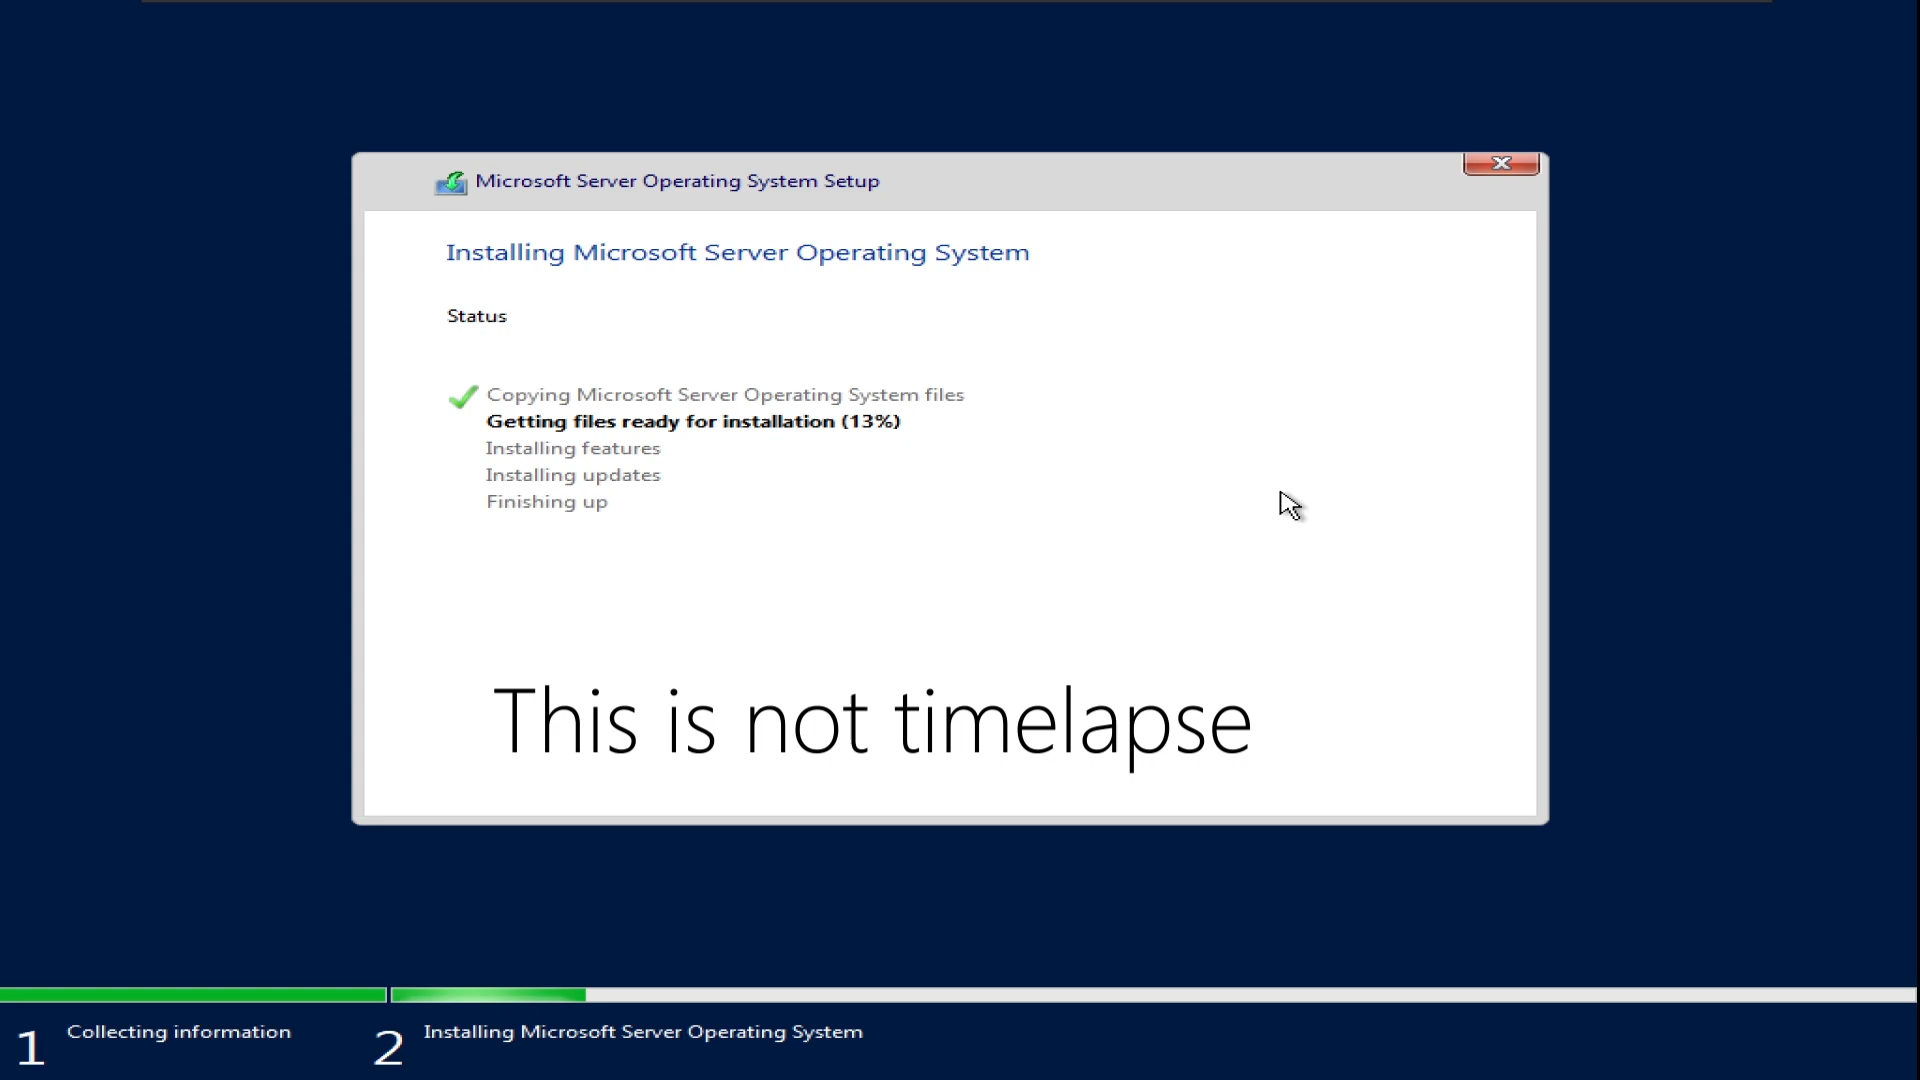 Microsoft Server Operating System Setup
Installing Microsoft Server Operating System
Status
Copying Microsoft Server Operating System files
Getting files ready for installation (13%)
Installing features
Installing updates
Finishing up
This is not timelapse
1 Collecting information
2 Installing Microsoft Server Operating System